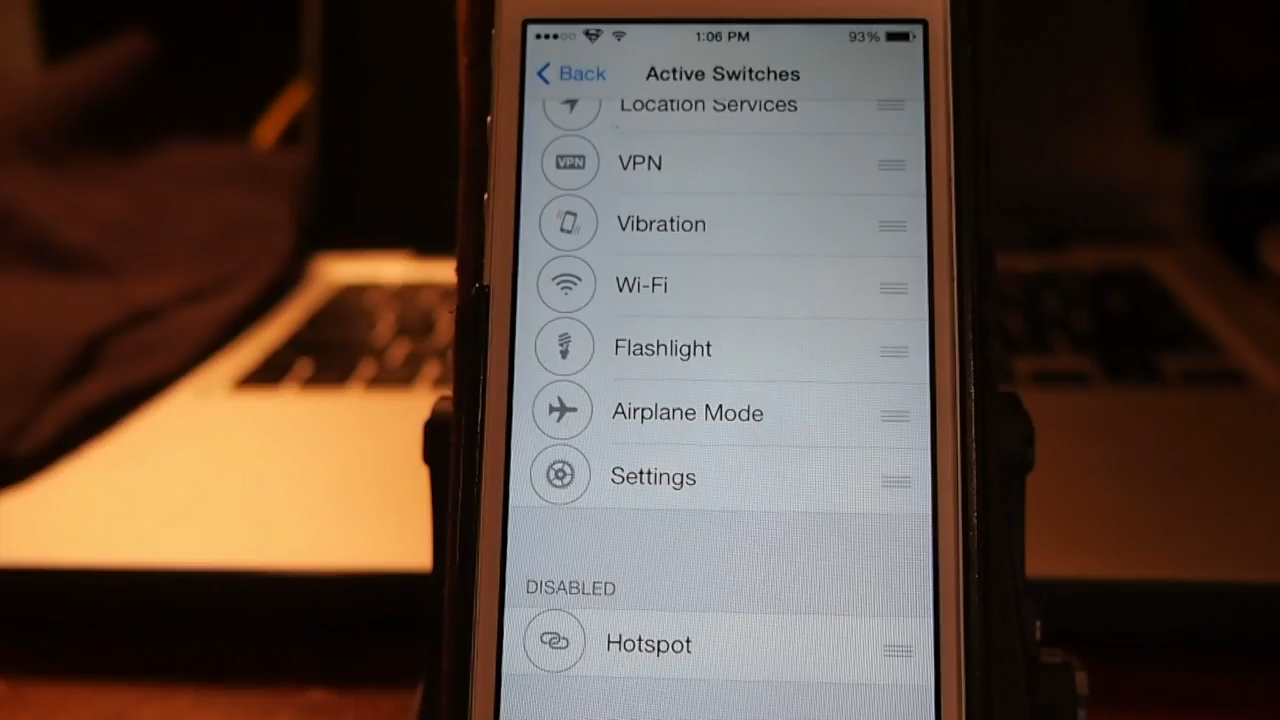 1:06 PM
93%
Back
Active Switches
Location Services
VPN
VPN
Vibration
Wi-Fi
Flashlight
Airplane Mode
Settings
DISABLED
Hotspot